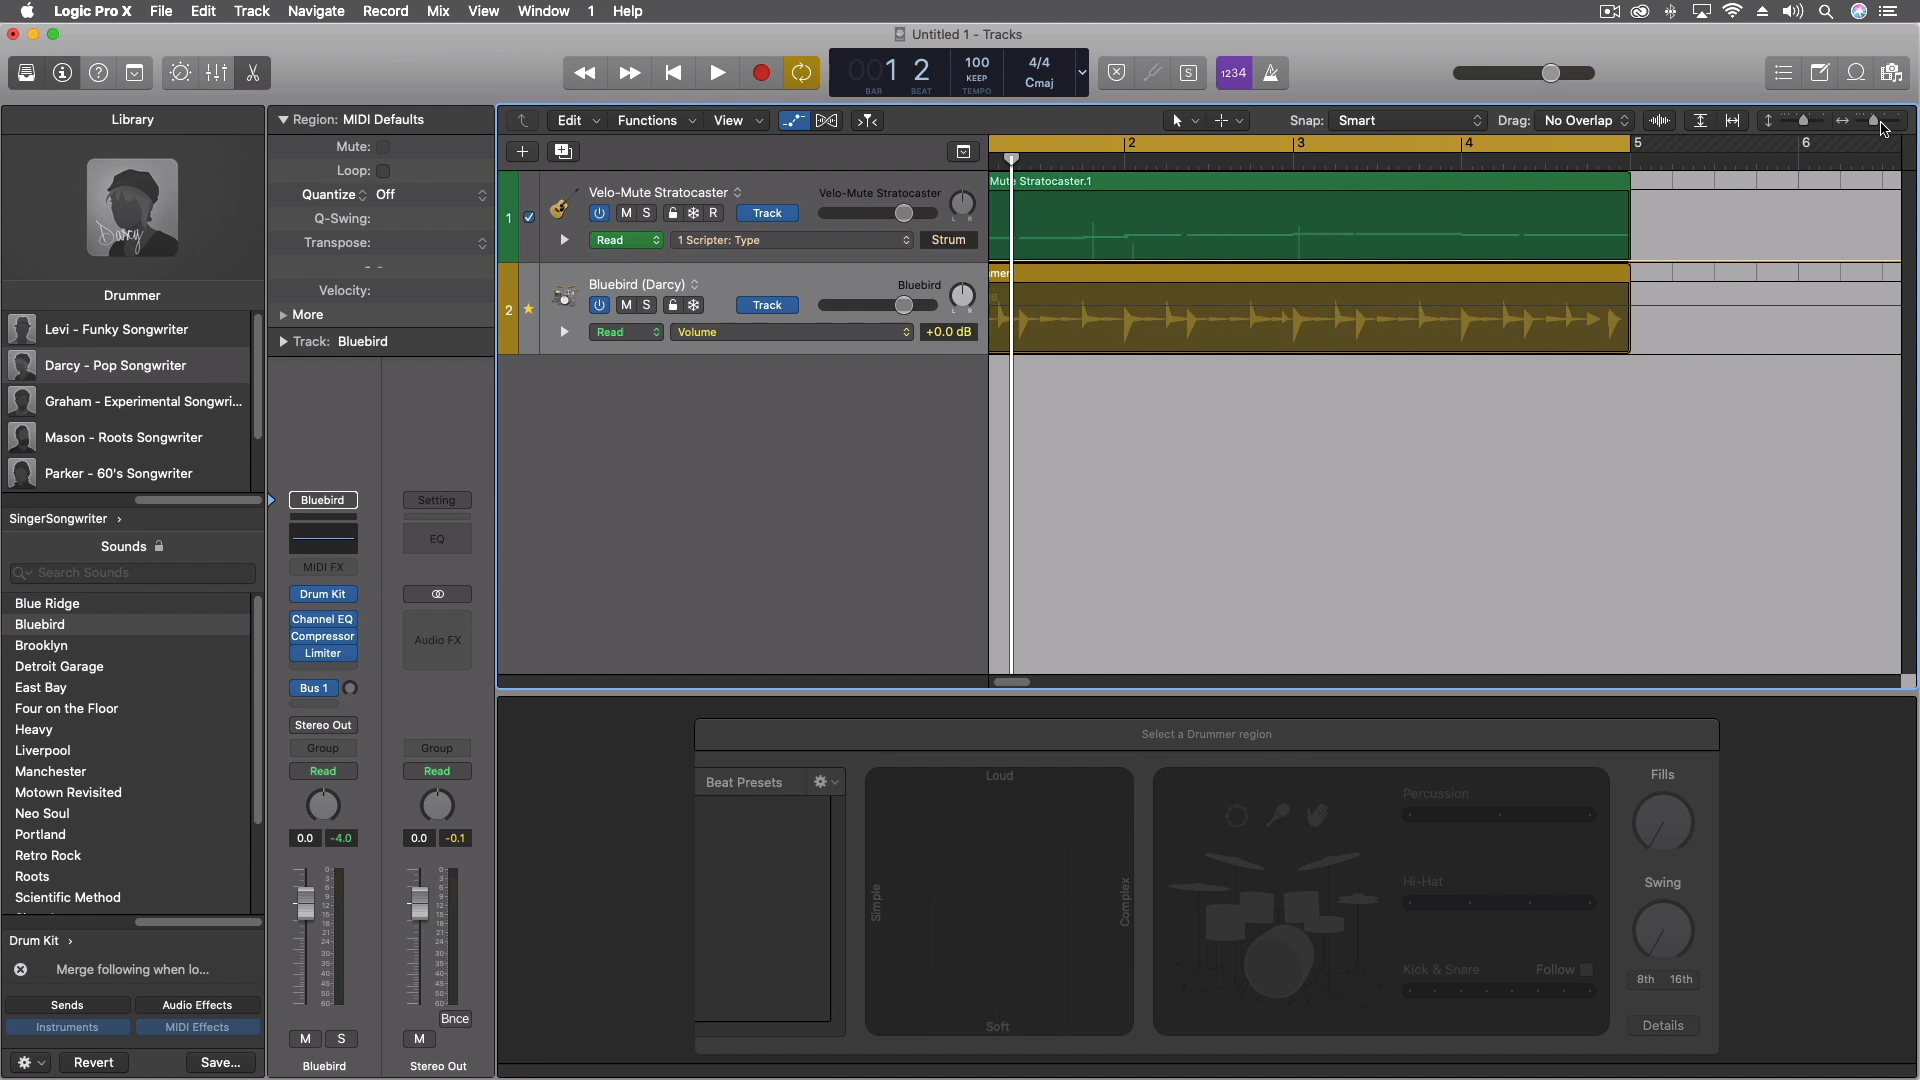 Logic Pro X File Edit Track Navigate Record Mix View Window 1 Help
Untitled 1 - Tracks
001 2
BAR BEAT
100
KEEP
TEMPO
4/4
Cmaj
S
1234
Library
Drummer
Levi - Funky Songwriter
Darcy - Pop Songwriter
Graham - Experimental Songwri...
Mason - Roots Songwriter
Parker - 60's Songwriter
SingerSongwriter
Sounds
Search Sounds
Blue Ridge
Bluebird
Brooklyn
Detroit Garage
East Bay
Four on the Floor
Heavy
Liverpool
Manchester
Motown Revisited
Neo Soul
Portland
Retro Rock
Roots
Scientific Method
Drum Kit
Merge following when lo...
Sends Audio Effects
Instruments MIDI Effects
Revert Save...
Region: MIDI Defaults
Mute:
Loop:
Quantize Off
Q-Swing:
Transpose:
- -
Velocity:
More
Track: Bluebird
Bluebird Setting
EQ
MIDI FX
Drum Kit
Channel EQ
Compressor
Limiter
Audio FX
Bus 1
Stereo Out
Group Group
Read Read
0.0 -4.0 0.0 -0.1
Bnce
M S M
Bluebird Stereo Out
Edit Functions View
Snap: Smart Drag: No Overlap
2 3 4 5 6
1 Velo-Mute Stratocaster Velo-Mute Stratocaster
M S R Track
L R
Read 1 Scripter: Type Strum
2 Bluebird (Darcy) Bluebird
M S Track
L R
Read Volume +0.0 dB
Mute Stratocaster.1
mmer
Select a Drummer region
Beat Presets
Loud
Simple
Complex
Soft
Percussion
Hi-Hat
Kick & Snare Follow
Fills
Swing
8th 16th
Details